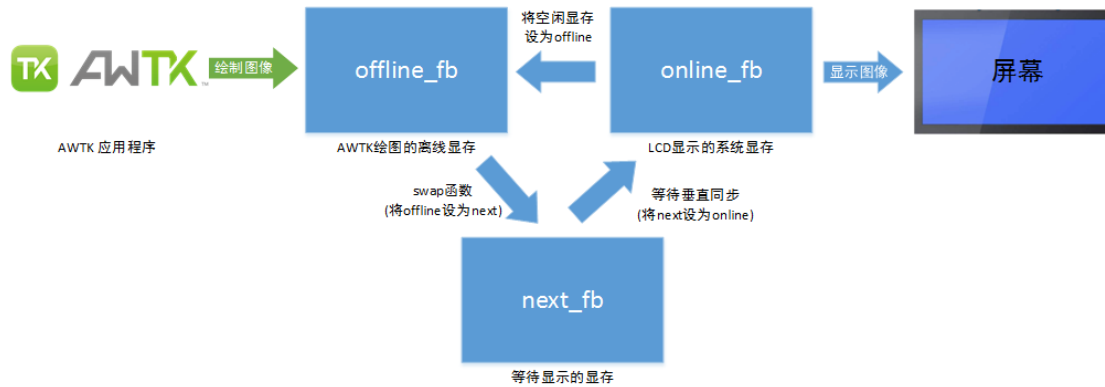 TK AWTK
AWTK 应用程序
绘制图像
offline_fb
AWTK绘图的离线显存
将空闲显存
设为offline
online_fb
LCD显示的系统显存
显示图像
屏幕
swap函数
(将offline设为next)
等待垂直同步
(将next设为online)
next_fb
等待显示的显存